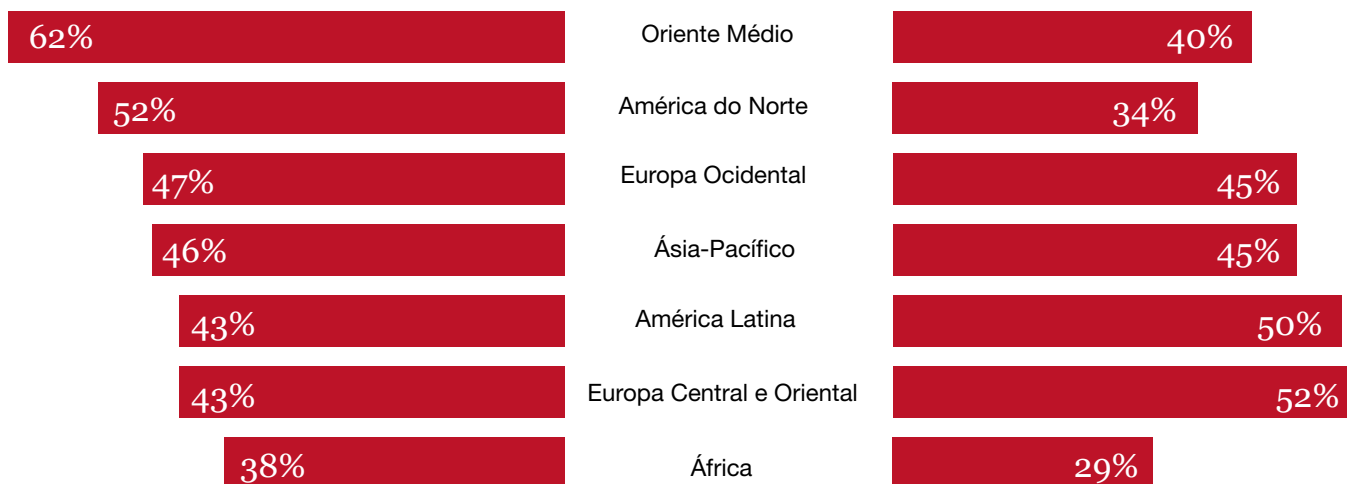 62% Oriente Médio 40%
52% América do Norte 34%
47% Europa Ocidental 45%
46% Ásia-Pacífico 45%
43% América Latina 50%
43% Europa Central e Oriental 52%
38% África 29%